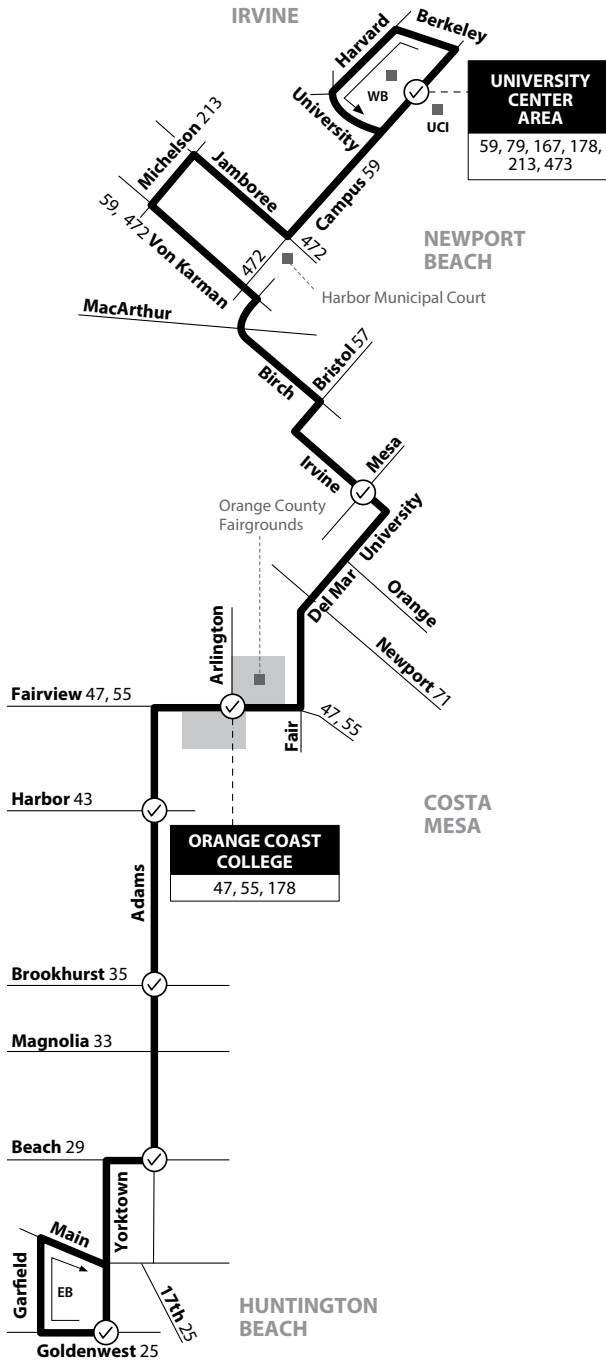 IRVINE
Berkeley
Harvard
WB
University
UCI
UNIVERSITY
CENTER
AREA
59, 79, 167, 178,
213, 473
Michelson 213
Jamboree
Campus 59
59, 472
Von Karman
472
472
NEWPORT
BEACH
Harbor Municipal Court
MacArthur
Birch
Bristol 57
Irvine
Mesa
University
Orange County
Fairgrounds
Del Mar
Orange
Newport 71
Arlington
Fairview 47, 55
Fair
47, 55
Harbor 43
COSTA
MESA
ORANGE COAST
COLLEGE
47, 55, 178
Adams
Brookhurst 35
Magnolia 33
Beach 29
Yorktown
Main
Garfield
EB
17th 25
HUNTINGTON
BEACH
Goldenwest 25